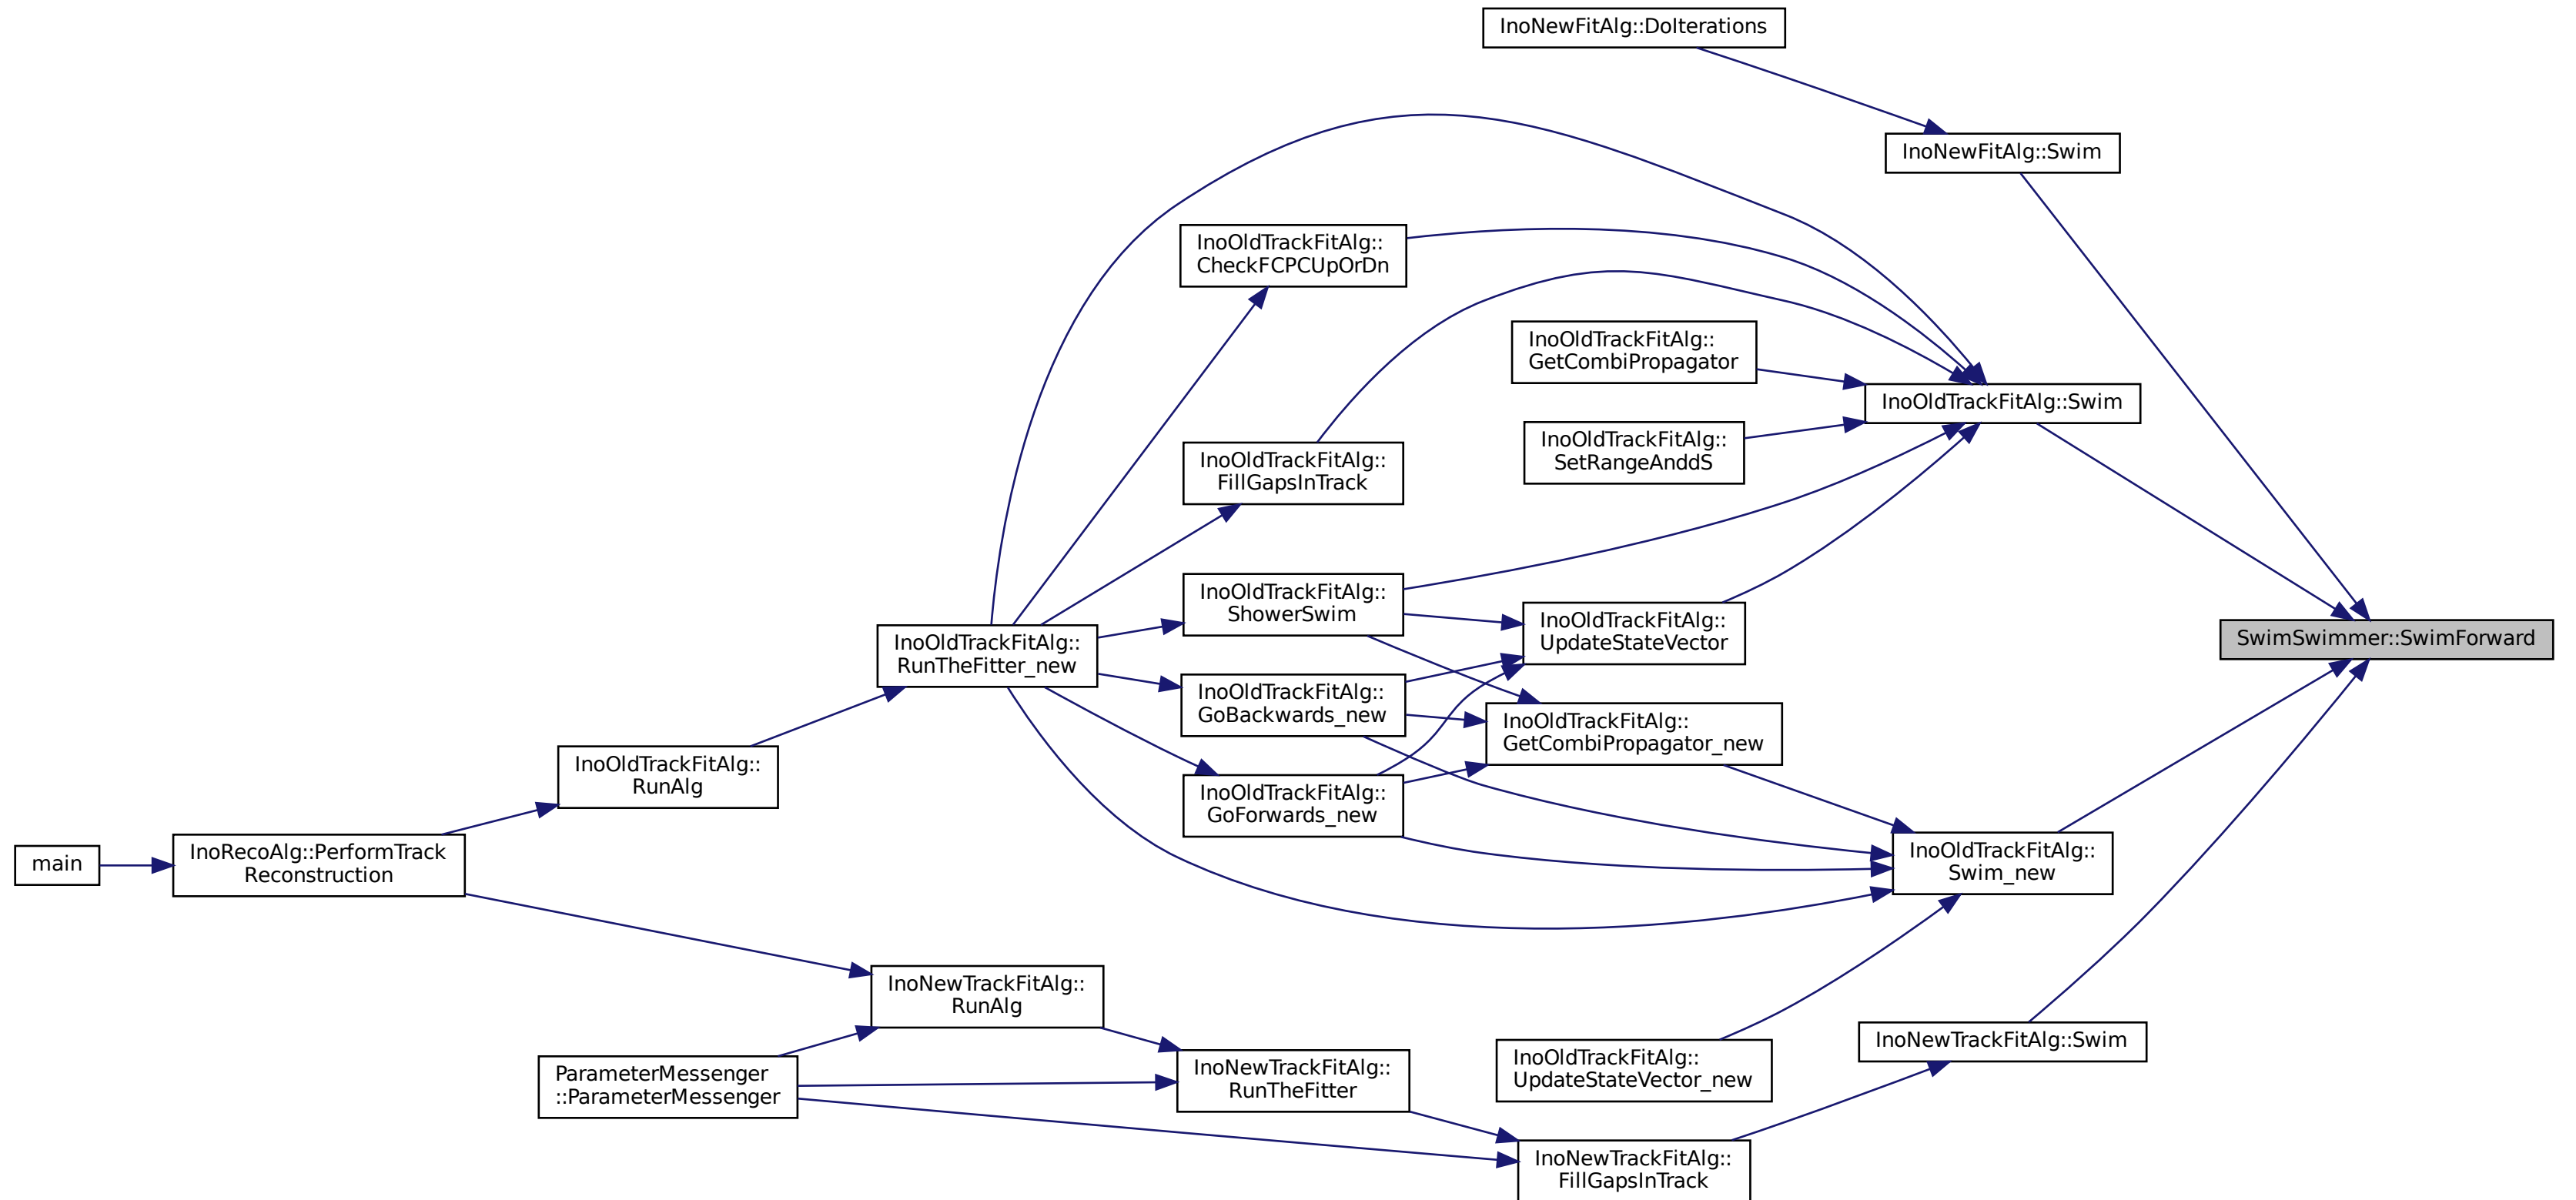 InoNewFitAlg::DoIterations
InoNewFitAlg::Swim
InoOldTrackFitAlg::
CheckFCPCUpOrDn
InoOldTrackFitAlg::
GetCombiPropagator
InoOldTrackFitAlg::Swim
InoOldTrackFitAlg::
SetRangeAnddS
InoOldTrackFitAlg::
FillGapsInTrack
InoOldTrackFitAlg::
ShowerSwim
InoOldTrackFitAlg::
UpdateStateVector
SwimSwimmer::SwimForward
InoOldTrackFitAlg::
RunTheFitter_new
InoOldTrackFitAlg::
GoBackwards_new
InoOldTrackFitAlg::
GetCombiPropagator_new
InoOldTrackFitAlg::
RunAlg
InoOldTrackFitAlg::
GoForwards_new
main
InoRecoAlg::PerformTrack
Reconstruction
InoOldTrackFitAlg::
Swim_new
InoNewTrackFitAlg::
RunAlg
InoNewTrackFitAlg::Swim
ParameterMessenger
::ParameterMessenger
InoNewTrackFitAlg::
RunTheFitter
InoOldTrackFitAlg::
UpdateStateVector_new
InoNewTrackFitAlg::
FillGapsInTrack